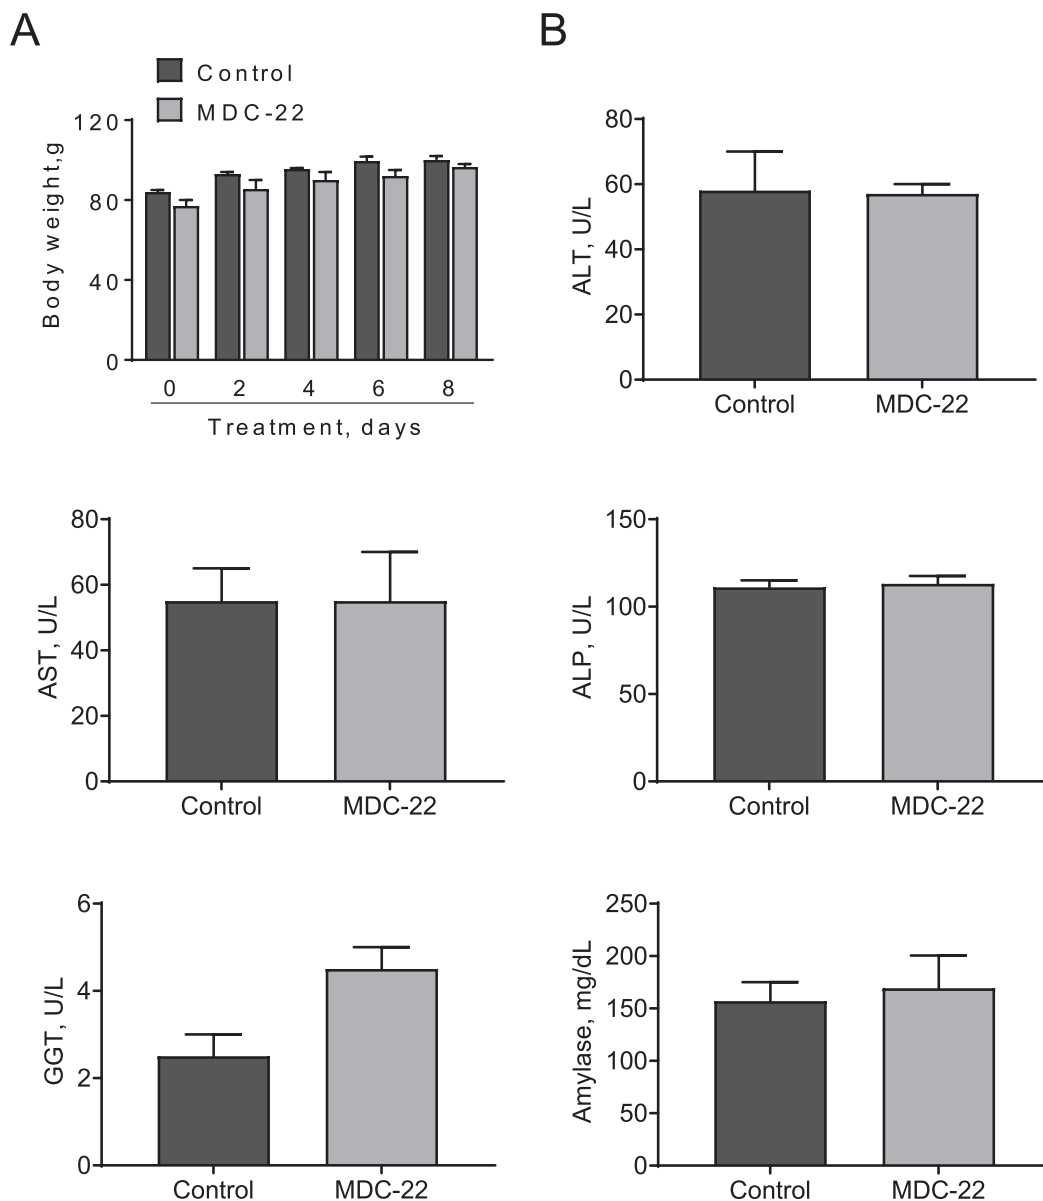 A
Control
MDC-22
Body weight,g
120
80
40
0
0 2 4 6 8
Treatment, days
B
ALT, U/L
80
60
40
20
0
Control MDC-22
AST, U/L
80
60
40
20
0
Control MDC-22
ALP, U/L
150
100
50
0
Control MDC-22
GGT, U/L
6
4
2
0
Control MDC-22
Amylase, mg/dL
250
200
150
100
50
0
Control MDC-22